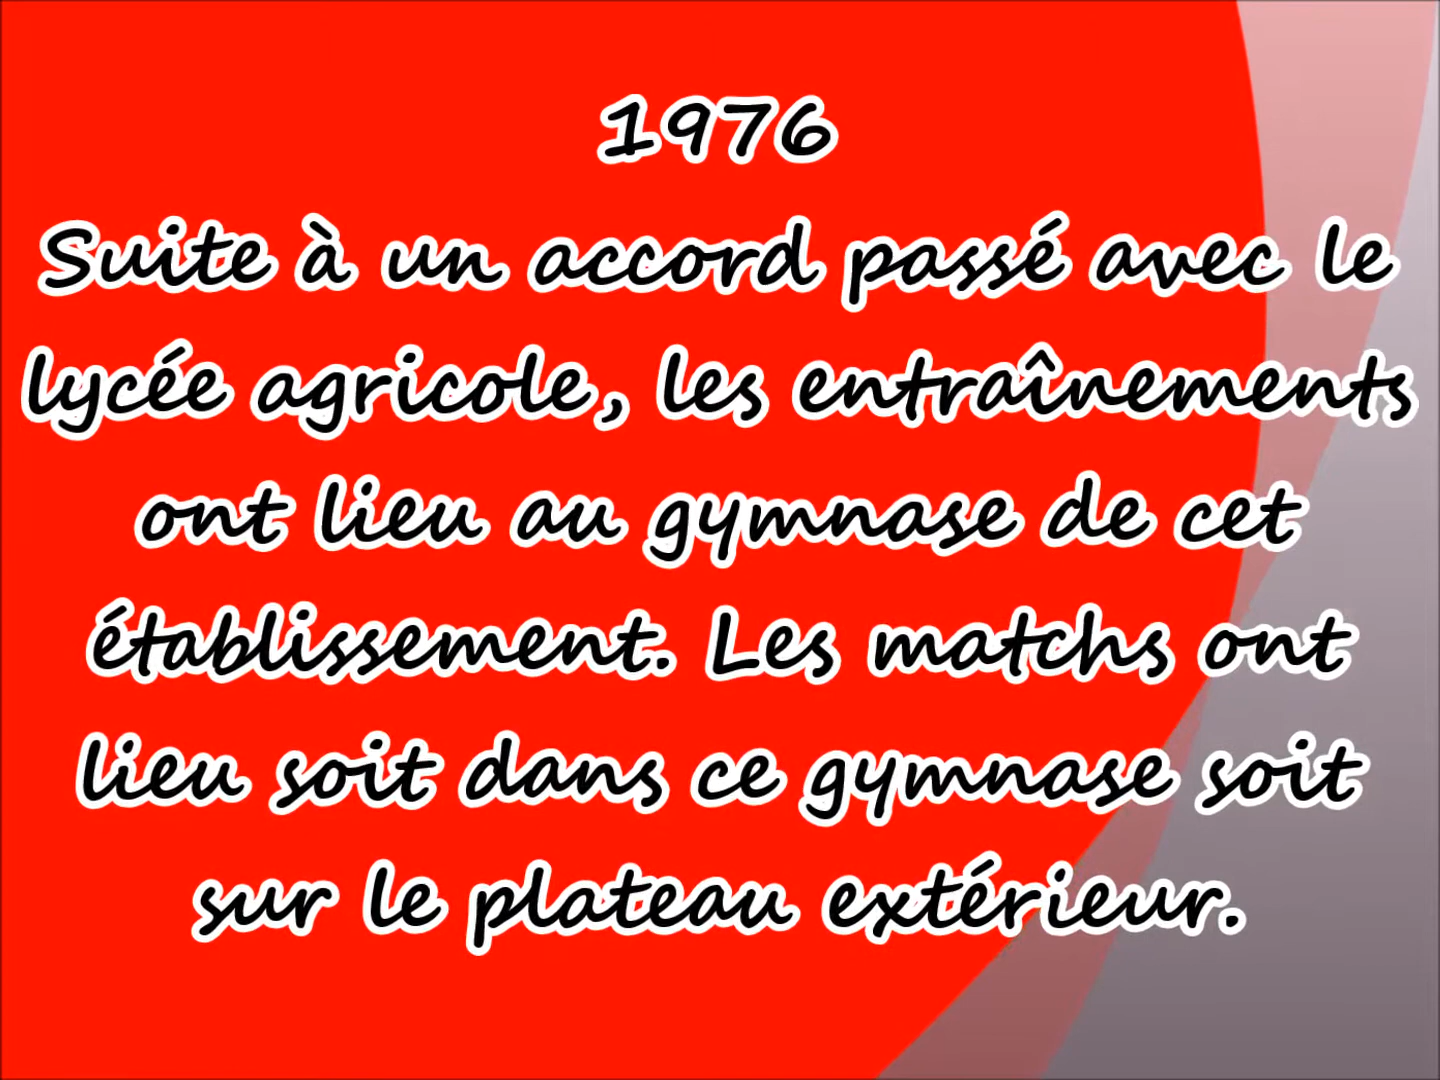 1976
Suite à un accord passé avec le
lycée agricole, les entraînements
ont lieu au gymnase de cet
établissement. Les matchs ont
lieu soit dans ce gymnase soit
sur le plateau extérieur.